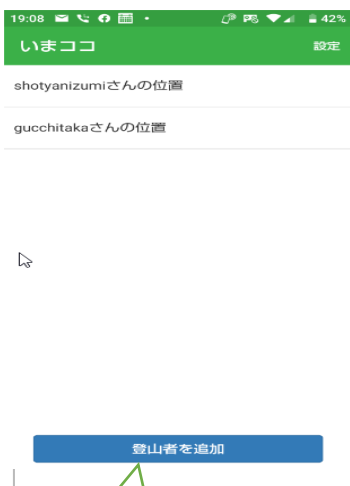 19:08 42%
いまココ 設定
shotyanizumiさんの位置
gucchitakaさんの位置
登山者を追加